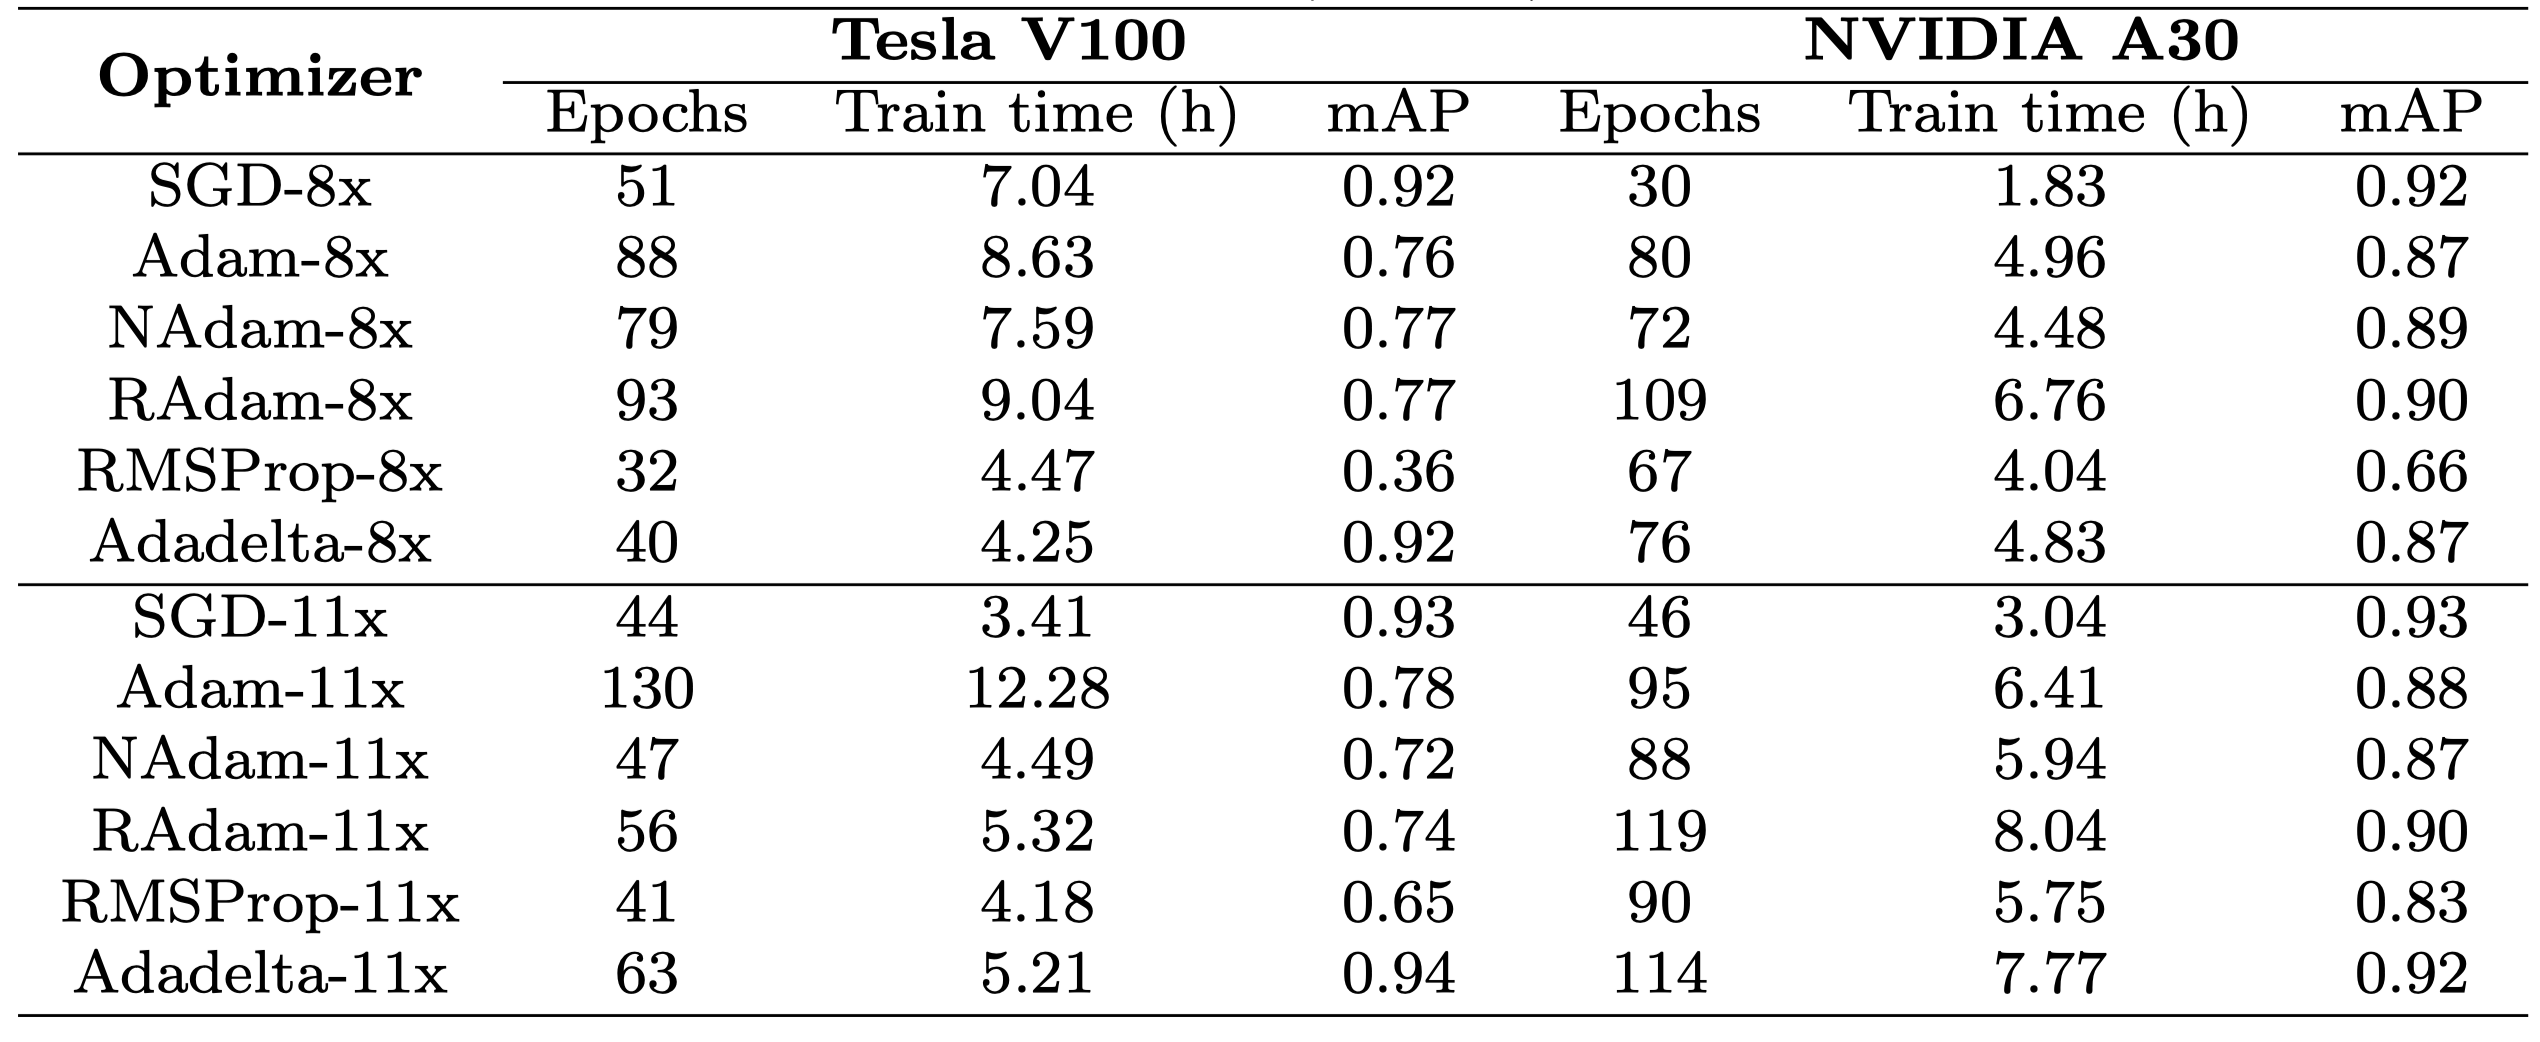 Tesla V100 NVIDIA A30
Optimizer
Epochs Train time (h) mAP Epochs Train time (h) mAP
SGD-8x 51 7.04 0.92 30 1.83 0.92
Adam-8x 88 8.63 0.76 80 4.96 0.87
NAdam-8x 79 7.59 0.77 72 4.48 0.89
RAdam-8x 93 9.04 0.77 109 6.76 0.90
RMSProp-8x 32 4.47 0.36 67 4.04 0.66
Adadelta-8x 40 4.25 0.92 76 4.83 0.87
SGD-11x 44 3.41 0.93 46 3.04 0.93
Adam-11x 130 12.28 0.78 95 6.41 0.88
NAdam-11x 47 4.49 0.72 88 5.94 0.87
RAdam-11x 56 5.32 0.74 119 8.04 0.90
RMSProp-11x 41 4.18 0.65 90 5.75 0.83
Adadelta-11x 63 5.21 0.94 114 7.77 0.92